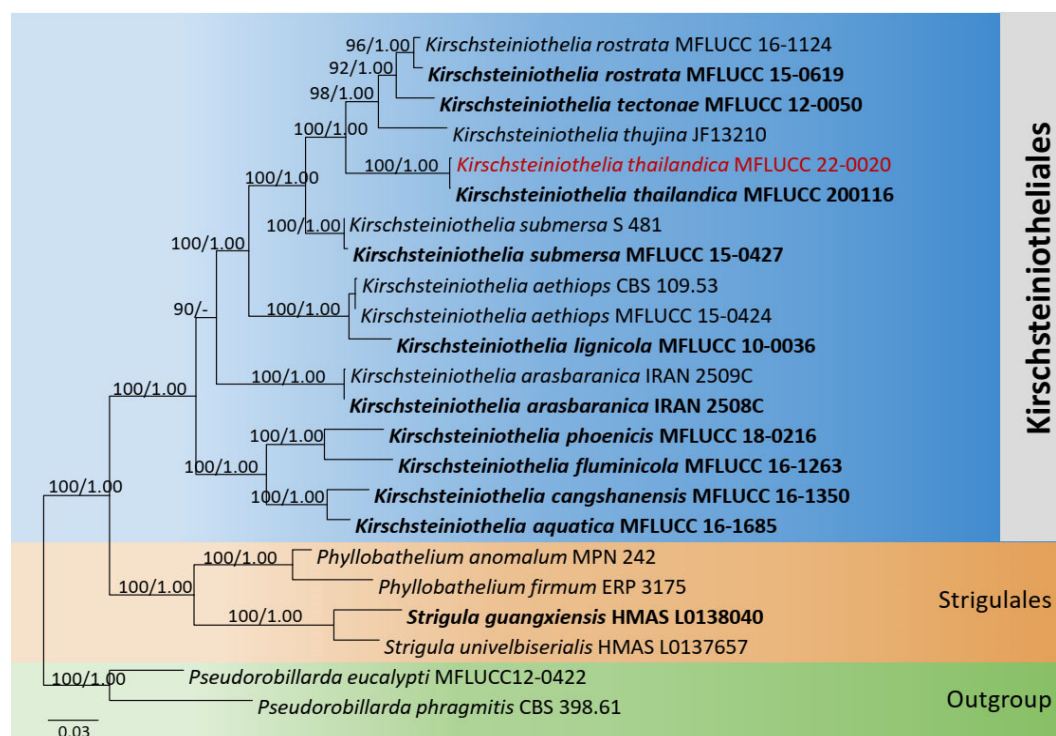 96/1.00
Kirschsteiniothelia rostrata MFLUCC 16-1124
92/1.00
Kirschsteiniothelia rostrata MFLUCC 15-0619
98/1.00
Kirschsteiniothelia tectonae MFLUCC 12-0050
100/1.00
Kirschsteiniothelia thujina JF13210
100/1.00
Kirschsteiniothelia thailandica MFLUCC 22-0020
100/1.00
Kirschsteiniothelia thailandica MFLUCC 200116
100/1.00
Kirschsteiniothelia submersa S 481
100/1.00
Kirschsteiniothelia submersa MFLUCC 15-0427
Kirschsteiniothelia aethiops CBS 109.53
90/-
100/1.00
Kirschsteiniothelia aethiops MFLUCC 15-0424
Kirschsteiniothelia lignicola MFLUCC 10-0036
100/1.00
100/1.00
Kirschsteiniothelia arasbaranica IRAN 2509C
Kirschsteiniothelia arasbaranica IRAN 2508C
100/1.00
Kirschsteiniothelia phoenicis MFLUCC 18-0216
100/1.00
Kirschsteiniothelia fluminicola MFLUCC 16-1263
100/1.00
100/1.00
Kirschsteiniothelia cangshanensis MFLUCC 16-1350
Kirschsteiniothelia aquatica MFLUCC 16-1685
Kirschsteiniotheliales
100/1.00
Phyllobathelium anomalum MPN 242
100/1.00
Phyllobathelium firmum ERP 3175
100/1.00
Strigula guangxiensis HMAS L0138040
Strigula univelbiserialis HMAS L0137657
Strigulales
100/1.00
Pseudorobillarda eucalypti MFLUCC12-0422
Pseudorobillarda phragmitis CBS 398.61
Outgroup
0.03